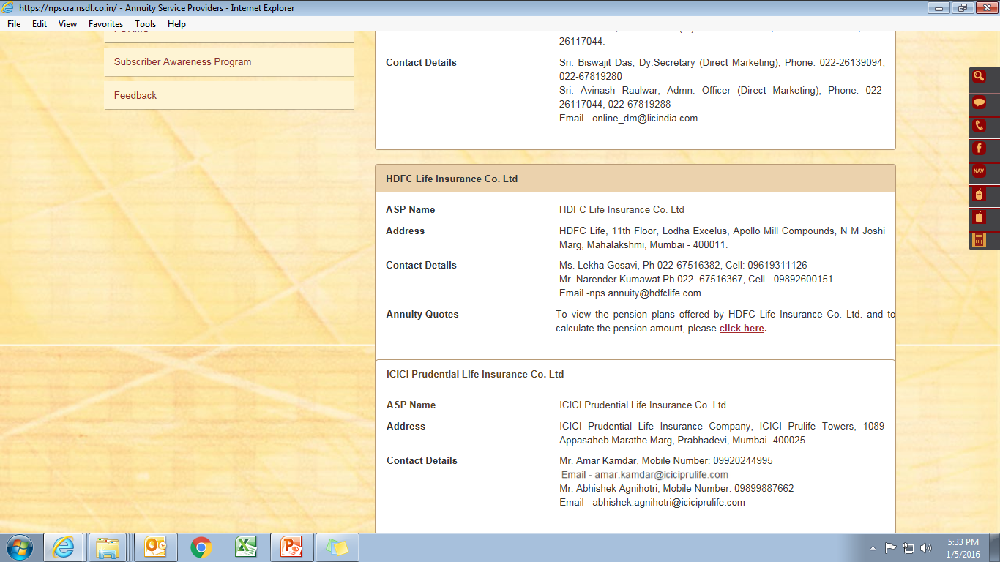 https://npscra.nsdl.co.in/ - Annuity Service Providers - Internet Explorer
File Edit View Favorites Tools Help
Subscriber Awareness Program
Feedback
26117044.
Contact Details
Sri. Biswajit Das, Dy.Secretary (Direct Marketing), Phone: 022-26139094,
022-67819280
Sri. Avinash Raulwar, Admn. Officer (Direct Marketing), Phone: 022-
26117044, 022-67819288
Email - online_dm@licindia.com
HDFC Life Insurance Co. Ltd
ASP Name
HDFC Life Insurance Co. Ltd
Address
HDFC Life, 11th Floor, Lodha Excelus, Apollo Mill Compounds, N M Joshi
Marg, Mahalakshmi, Mumbai - 400011.
Contact Details
Ms. Lekha Gosavi, Ph 022-67516382, Cell: 09619311126
Mr. Narender Kumawat Ph 022- 67516367, Cell - 09892600151
Email -nps.annuity@hdfclife.com
Annuity Quotes
To view the pension plans offered by HDFC Life Insurance Co. Ltd. and to
calculate the pension amount, please click here.
ICICI Prudential Life Insurance Co. Ltd
ASP Name
ICICI Prudential Life Insurance Co. Ltd
Address
ICICI Prudential Life Insurance Company, ICICI Prulife Towers, 1089
Appasaheb Marathe Marg, Prabhadevi, Mumbai- 400025
Contact Details
Mr. Amar Kamdar, Mobile Number: 09920244995
Email - amar.kamdar@iciciprulife.com
Mr. Abhishek Agnihotri, Mobile Number: 09899887662
Email - abhishek.agnihotri@iciciprulife.com
NAV
5:33 PM
1/5/2016